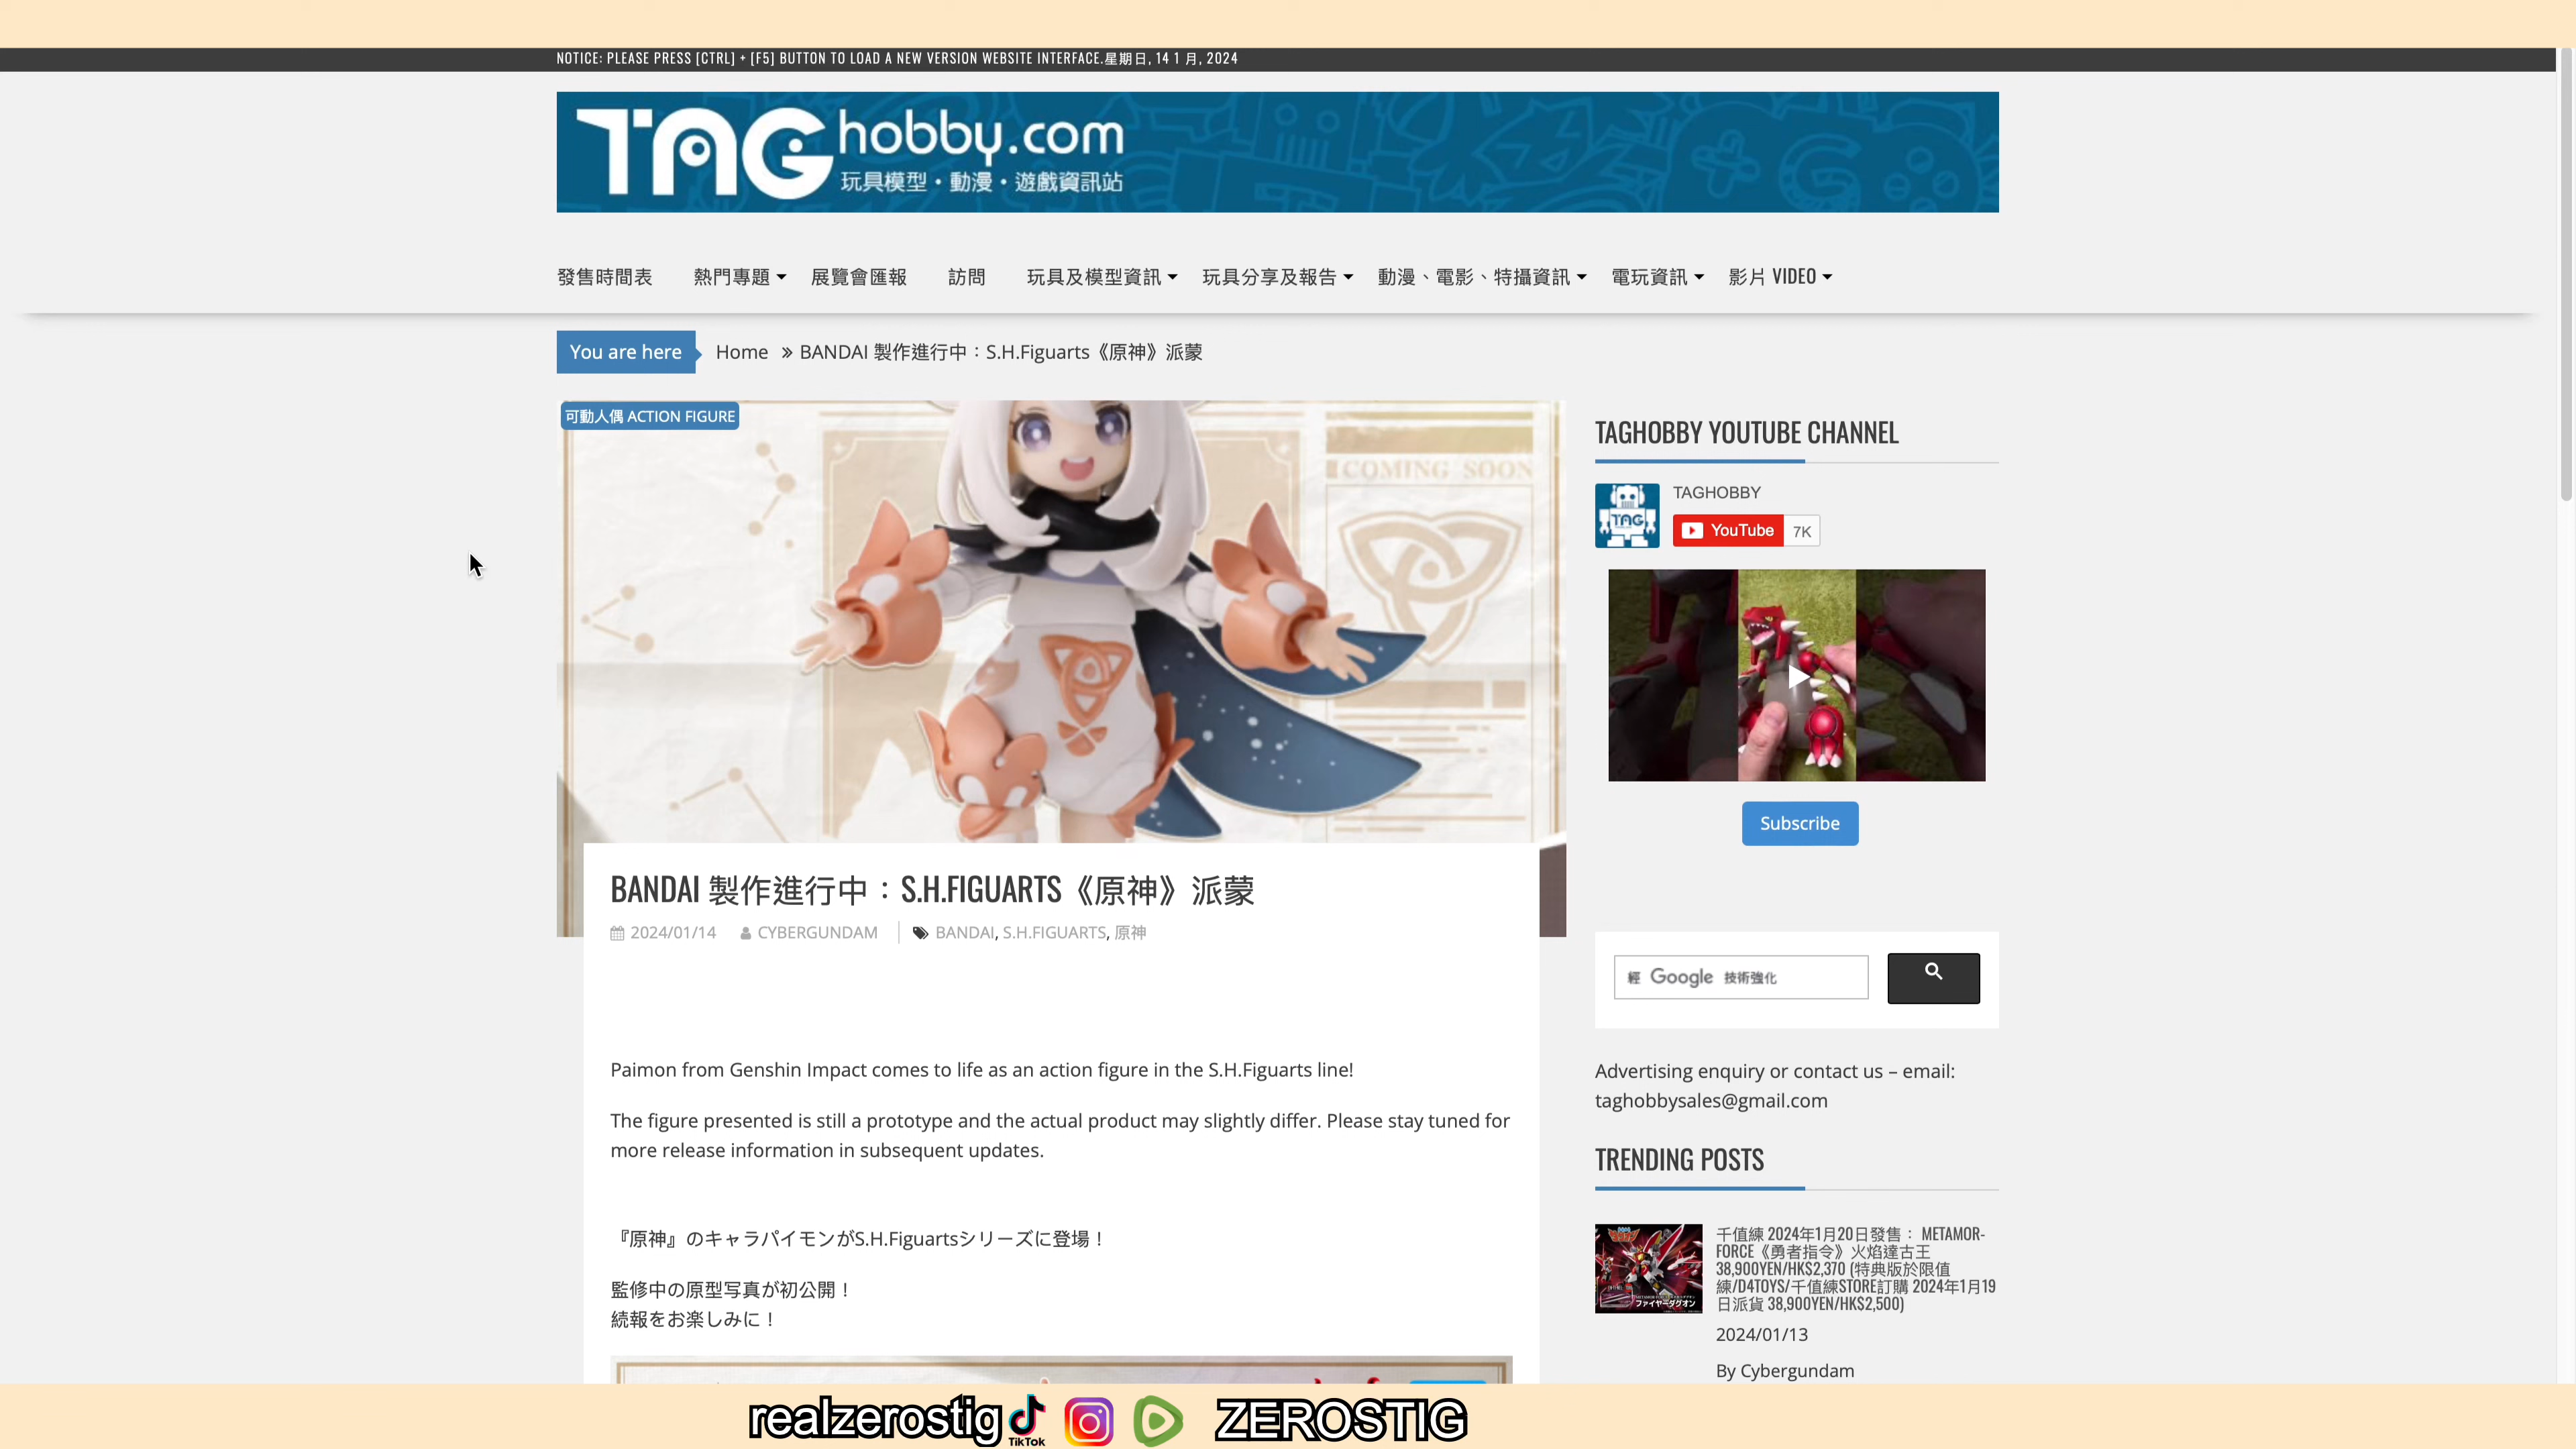 NOTICE: PLEASE PRESS [CTRL] + [F5] BUTTON TO LOAD A NEW VERSION WEBSITE INTERFACE.星期日, 14 1 月, 2024
TAG hobby.com
玩具模型・動漫・遊戲資訊站
發售時間表 熱門專題 展覽會匯報 訪問 玩具及模型資訊 玩具分享及報告 動漫、電影、特攝資訊 電玩資訊 影片 VIDEO
You are here Home » BANDAI 製作進行中：S.H.Figuarts《原神》派蒙
可動人偶 ACTION FIGURE
COMING SOON
BANDAI 製作進行中：S.H.FIGUARTS《原神》派蒙
2024/01/14 CYBERGUNDAM BANDAI, S.H.FIGUARTS, 原神
Paimon from Genshin Impact comes to life as an action figure in the S.H.Figuarts line!
The figure presented is still a prototype and the actual product may slightly differ. Please stay tuned for
more release information in subsequent updates.
『原神』のキャラパイモンがS.H.Figuartsシリーズに登場！
監修中の原型写真が初公開！
続報をお楽しみに！
TAGHOBBY YOUTUBE CHANNEL
TAG
TAGHOBBY
YouTube 7K
Subscribe
經 Google 技術強化
Advertising enquiry or contact us – email:
taghobbysales@gmail.com
TRENDING POSTS
ファイヤーダグオン
千值練 2024年1月20日發售： METAMOR-
FORCE《勇者指令》火焰達古王
38,900YEN/HK$2,370 (特典版於限值
練/D4TOYS/千值練STORE訂購 2024年1月19
日派貨 38,900YEN/HK$2,500)
2024/01/13
By Cybergundam
realzerostig TikTok ZEROSTIG